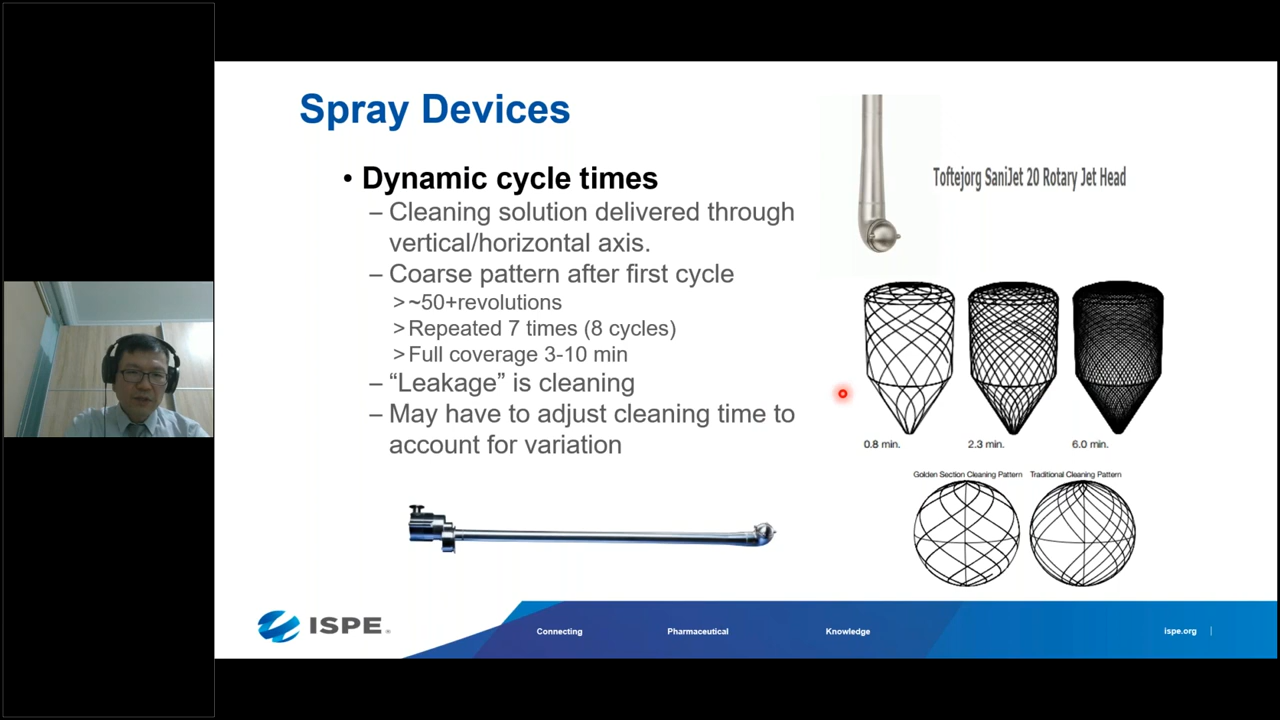 Spray Devices
• Dynamic cycle times
– Cleaning solution delivered through
vertical/horizontal axis.
– Coarse pattern after first cycle
> ~50+revolutions
> Repeated 7 times (8 cycles)
> Full coverage 3-10 min
– “Leakage” is cleaning
– May have to adjust cleaning time to
account for variation
Toftejorg SaniJet 20 Rotary Jet Head
0.8 min. 2.3 min. 6.0 min.
Golden Section Cleaning Pattern Traditional Cleaning Pattern
ISPE®
Connecting Pharmaceutical Knowledge ispe.org |